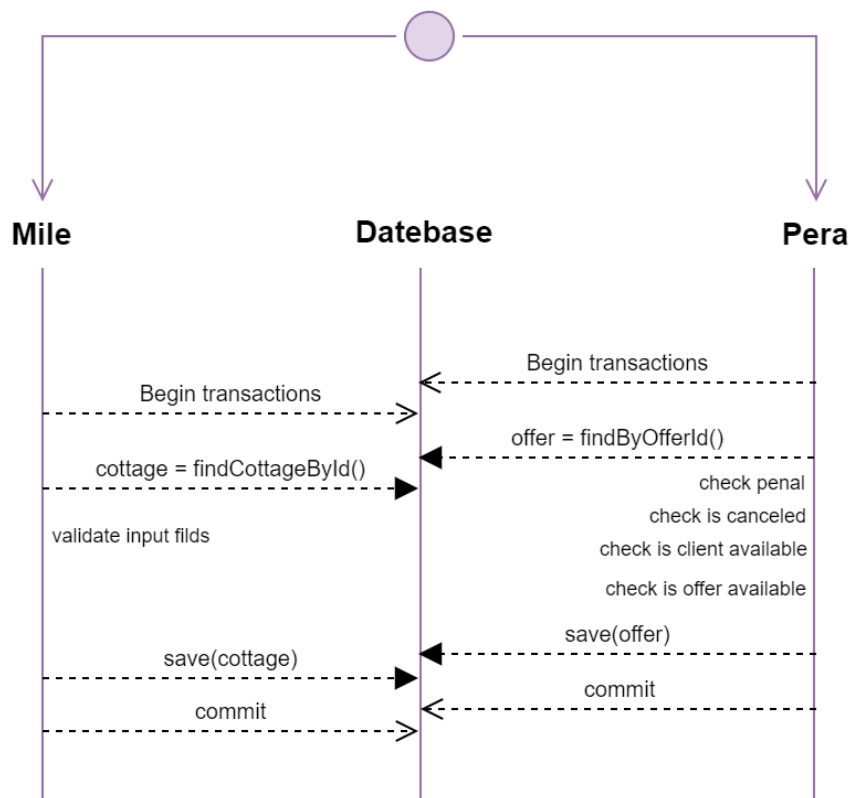 Mile
Datebase
Pera
Begin transactions
Begin transactions
offer = findByOfferId()
cottage = findCottageById()
check penal
check is canceled
validate input filds
check is client available
check is offer available
save(offer)
save(cottage)
commit
commit